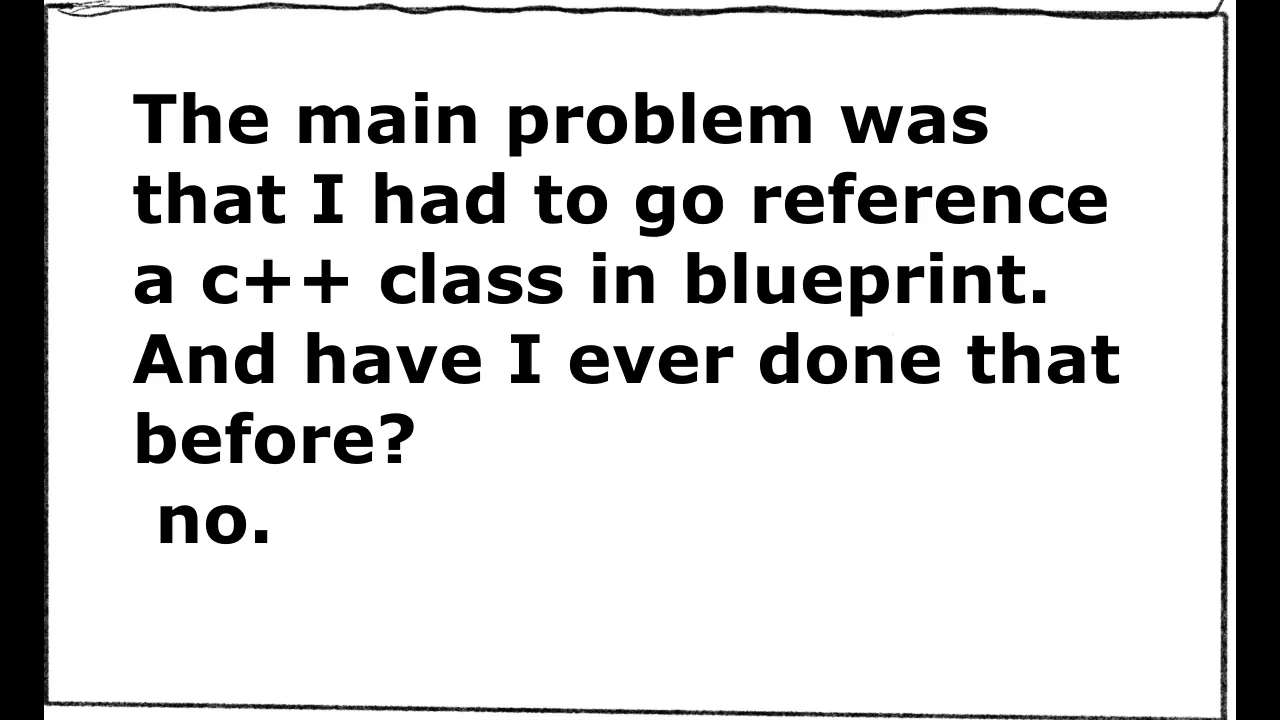 The main problem was
that I had to go reference
a c++ class in blueprint.
And have I ever done that
before?
no.